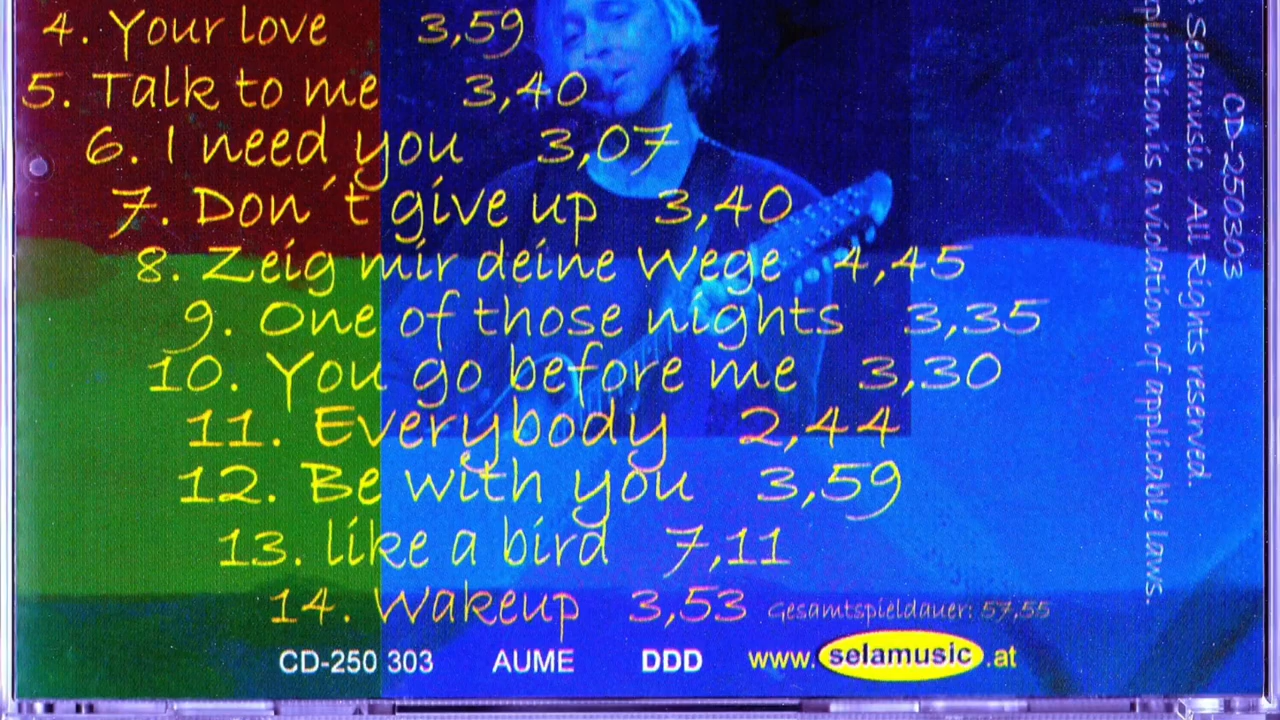 4. Your love 3,59
5. Talk to me 3,40
6. I need you 3,07
7. Don´t give up 3,40
8. Zeig mir deine Wege 4,45
9. One of those nights 3,35
10. You go before me 3,30
11. Everybody 2,44
12. Be with you 3,59
13. like a bird 7,11
14. Wakeup 3,53 Gesamtspieldauer: 57,55
CD-250 303 AUME DDD www.selamusic.at
CD-250303
Selamusic All Rights reserved.
is a violation of applicable laws.